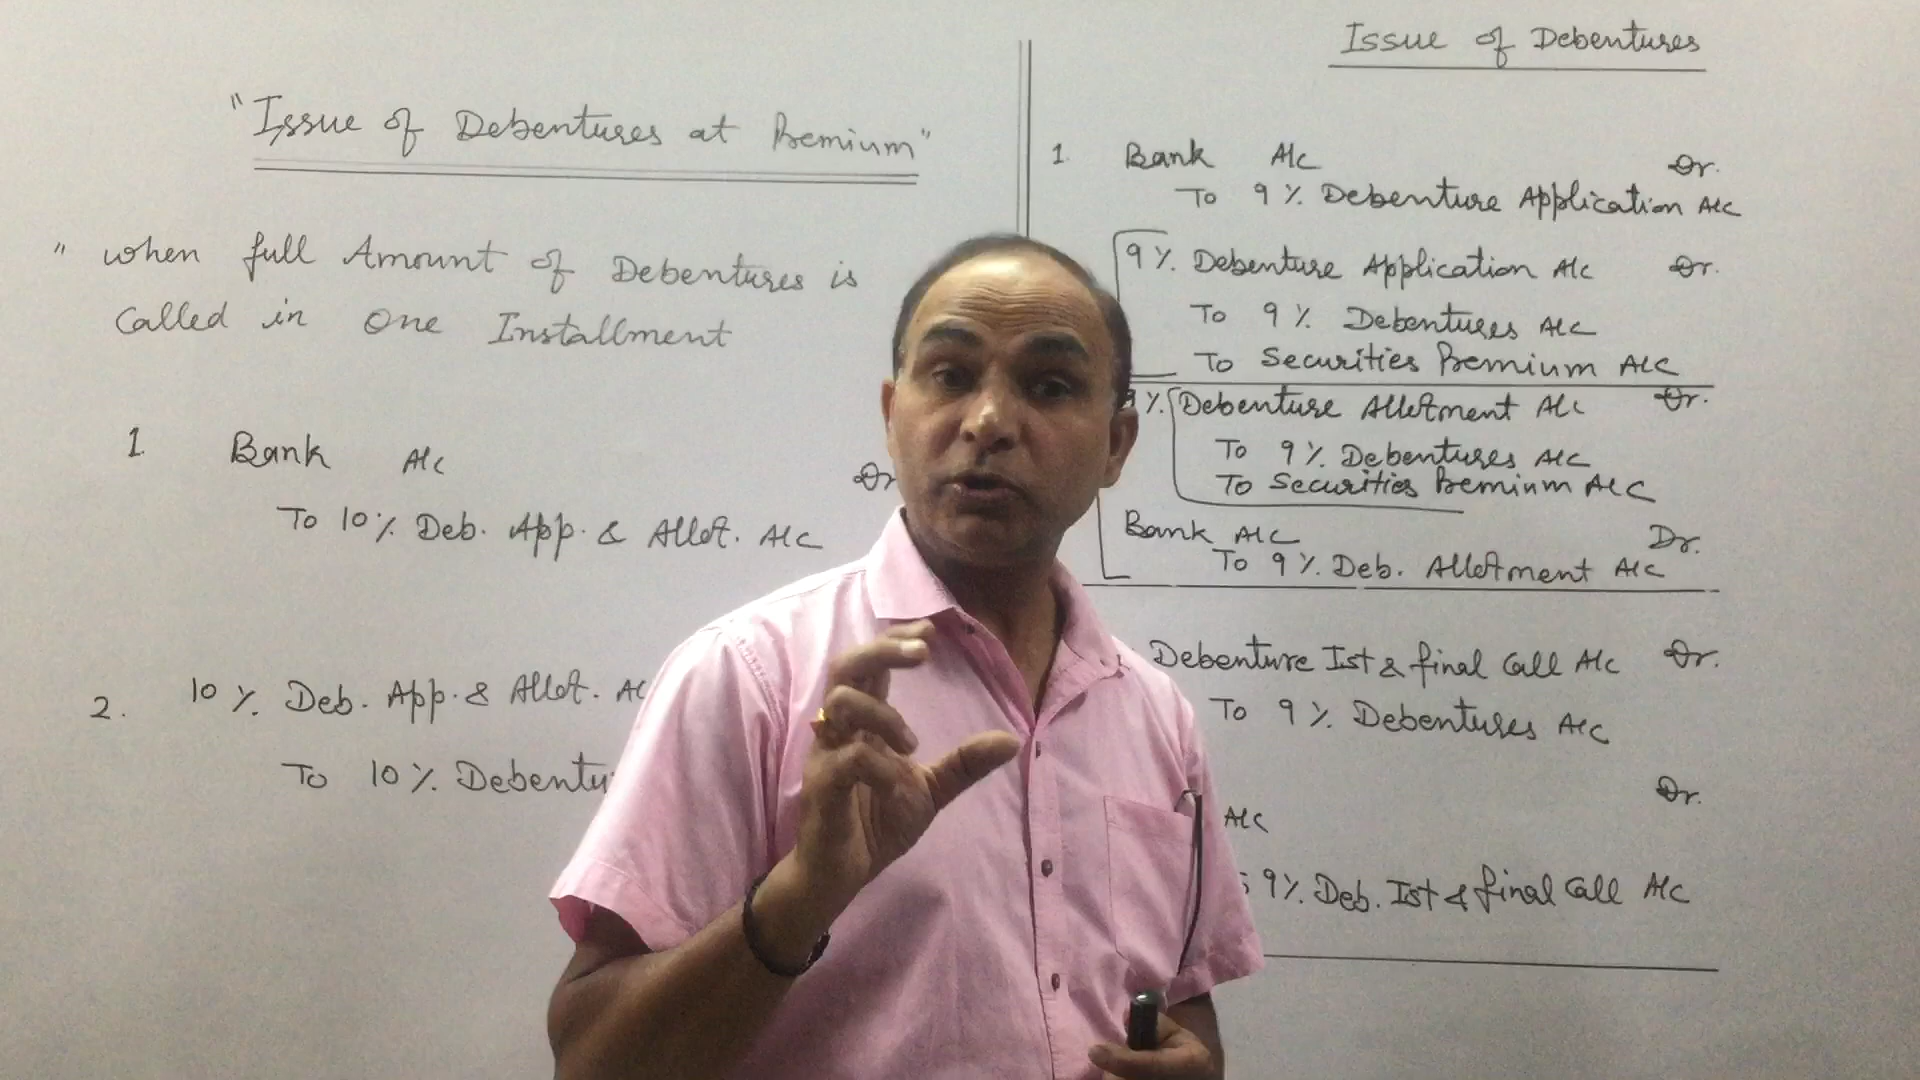 "Issue of Debentures at Premium"
"when full Amount of Debentures is
Called in One Installment
1. Bank A/c Dr
To 10% Deb. App. & Allot. A/c
2. 10% Deb. App. & Allot.
To 10%
Issue of Debentures
1. Bank A/c Dr.
To 9% Debenture Application A/c
9% Debenture Application A/c Dr.
To 9% Debentures A/c
To Securities Premium A/c
% Debenture Allotment A/c Dr.
To 9% Debentures A/c
To Securities Premium A/c
Bank A/c Dr.
To 9% Deb. Allotment A/c
Debenture Ist & final Call A/c Dr.
To 9% Debentures A/c
A/c Dr.
9% Deb. Ist & final Call A/c